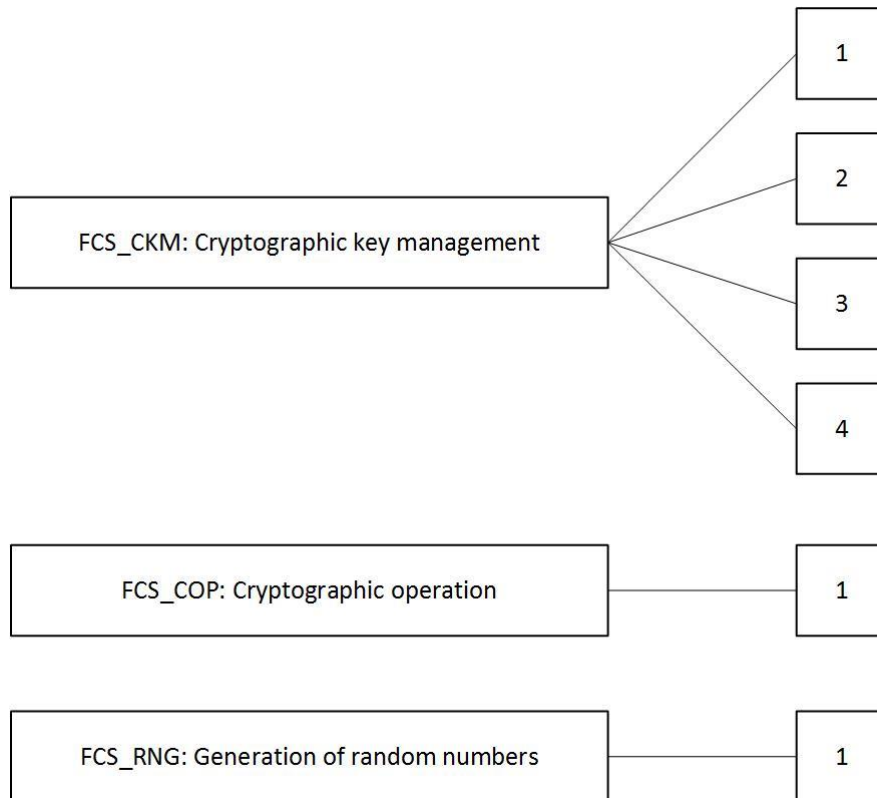 1
2
FCS_CKM: Cryptographic key management
3
4
FCS_COP: Cryptographic operation
1
FCS_RNG: Generation of random numbers
1